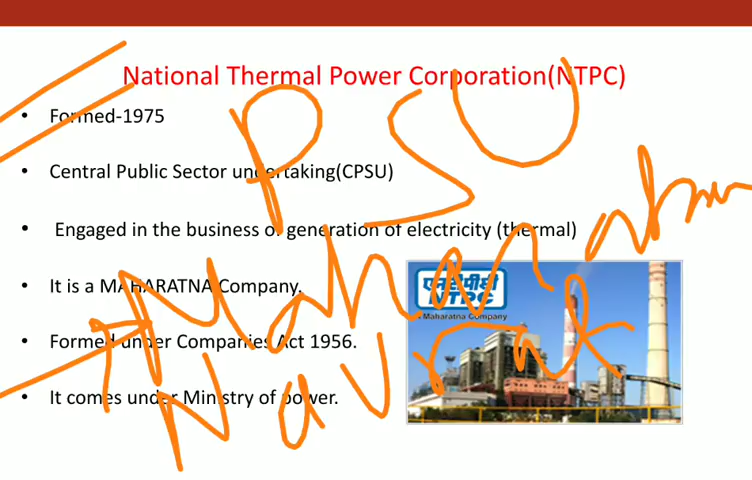 National Thermal Power Corporation(NTPC)
• Formed-1975
• Central Public Sector undertaking(CPSU)
• Engaged in the business of generation of electricity (thermal)
• It is a MAHARATNA Company.
• Formed under Companies Act 1956.
• It comes under Ministry of power.
एनटीपीसी
NTPC
Maharatna Company
PSU
Navrat